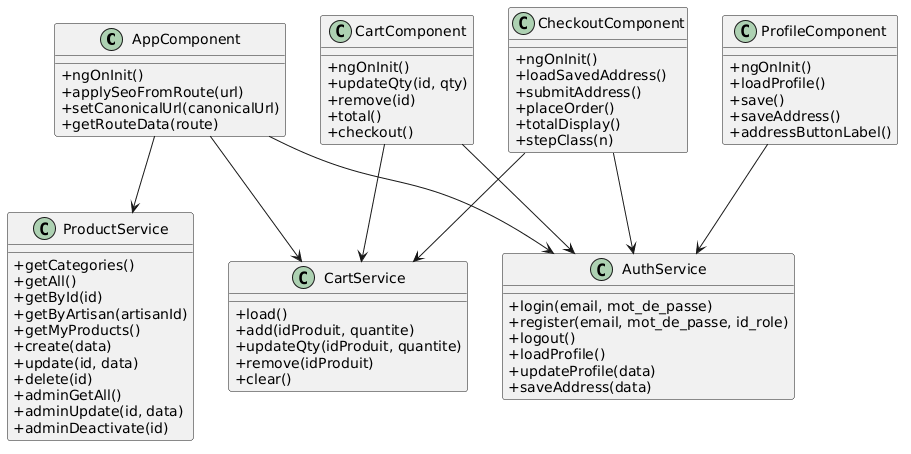 C AppComponent
+ngOnInit()
+applySeoFromRoute(url)
+setCanonicalUrl(canonicalUrl)
+getRouteData(route)
C CartComponent
+ngOnInit()
+updateQty(id, qty)
+remove(id)
+total()
+checkout()
C CheckoutComponent
+ngOnInit()
+loadSavedAddress()
+submitAddress()
+placeOrder()
+totalDisplay()
+stepClass(n)
C ProfileComponent
+ngOnInit()
+loadProfile()
+save()
+saveAddress()
+addressButtonLabel()
C ProductService
+getCategories()
+getAll()
+getById(id)
+getByArtisan(artisanId)
+getMyProducts()
+create(data)
+update(id, data)
+delete(id)
+adminGetAll()
+adminUpdate(id, data)
+adminDeactivate(id)
C CartService
+load()
+add(idProduit, quantite)
+updateQty(idProduit, quantite)
+remove(idProduit)
+clear()
C AuthService
+login(email, mot_de_passe)
+register(email, mot_de_passe, id_role)
+logout()
+loadProfile()
+updateProfile(data)
+saveAddress(data)